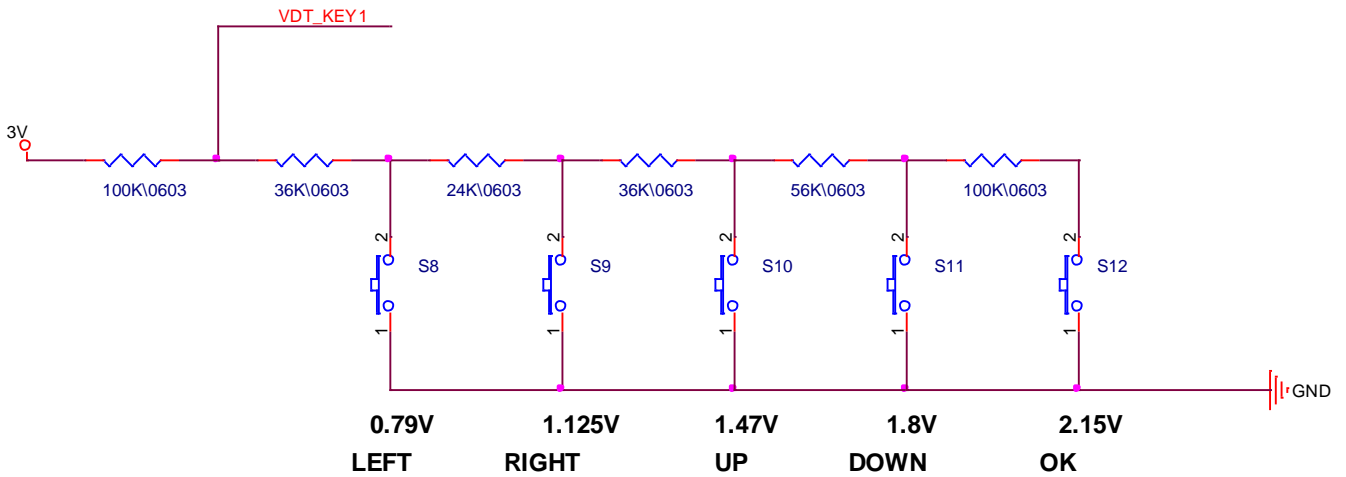 VDT_KEY1
3V
100K\0603 36K\0603 24K\0603 36K\0603 56K\0603 100K\0603
2 2 2 2 2
S8 S9 S10 S11 S12
1 1 1 1 1
GND
0.79V 1.125V 1.47V 1.8V 2.15V
LEFT RIGHT UP DOWN OK